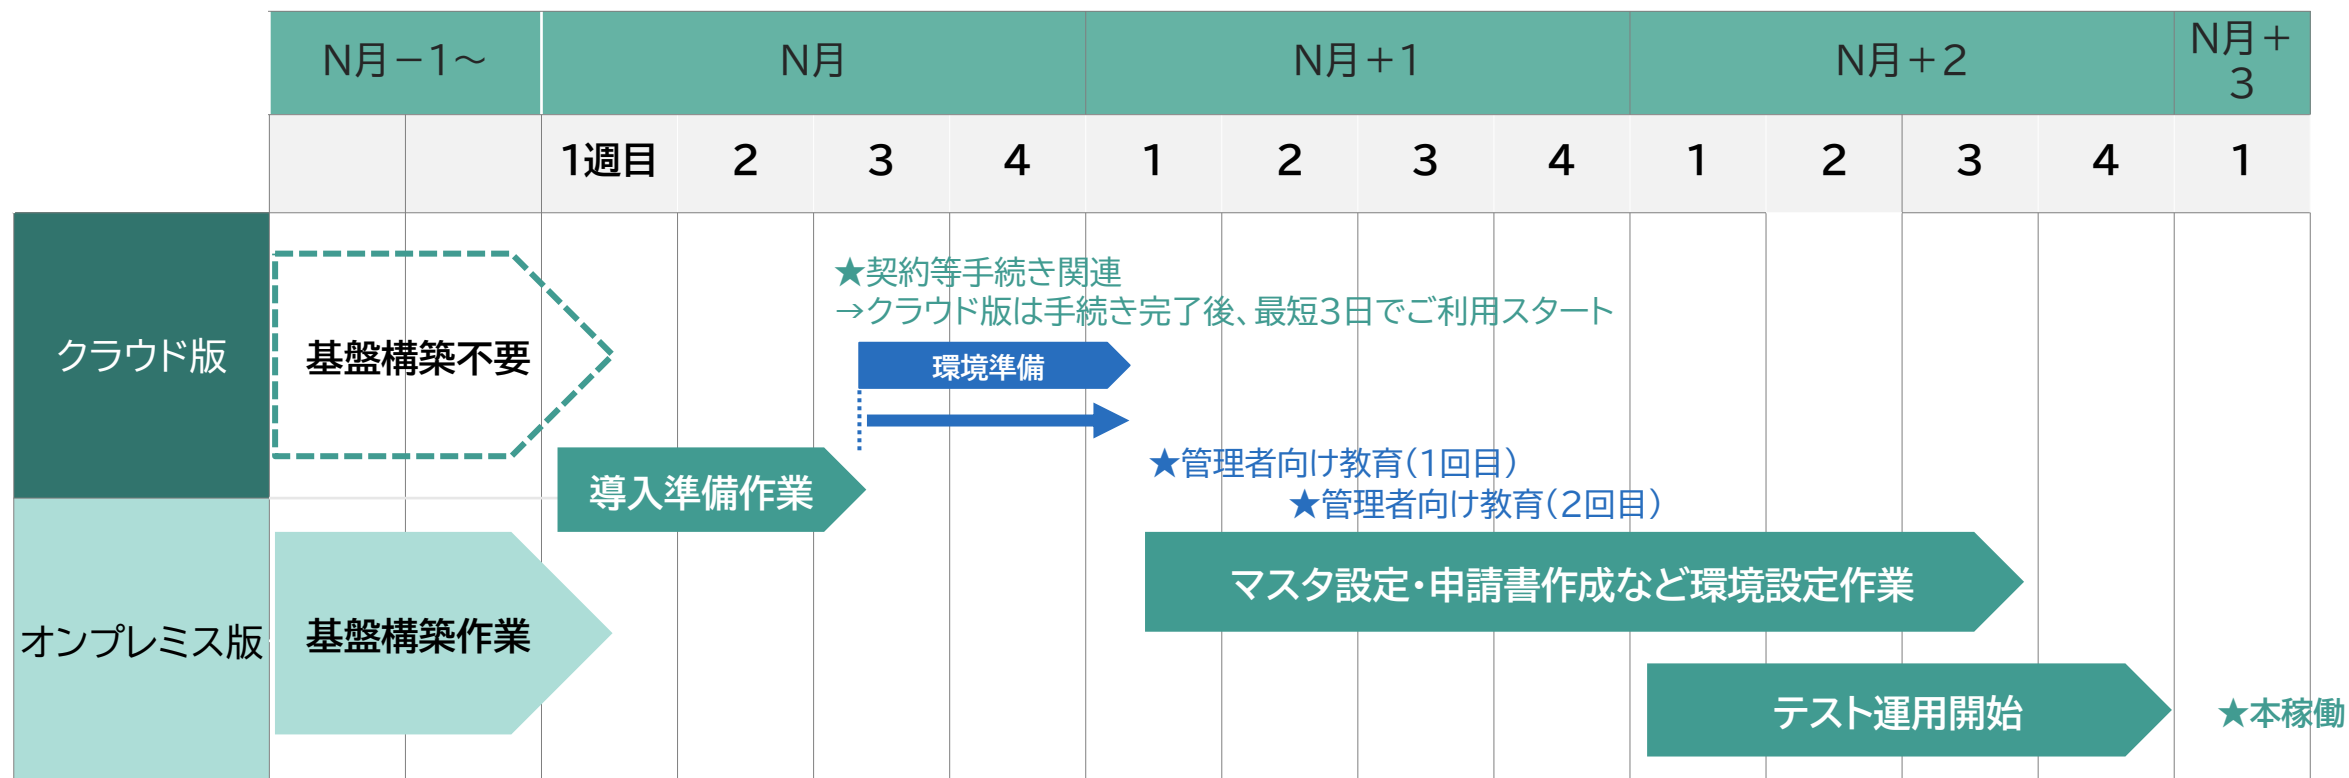 N月－1～
N月
N月＋1
N月＋2
N月＋
3
1週目
2
3
4
1
2
3
4
1
2
3
4
1
クラウド版
基盤構築不要
★契約等手続き関連
→クラウド版は手続き完了後、最短3日でご利用スタート
環境準備
導入準備作業
★管理者向け教育（1回目）
★管理者向け教育（2回目）
オンプレミス版
基盤構築作業
マスタ設定・申請書作成など環境設定作業
テスト運用開始
★本稼働